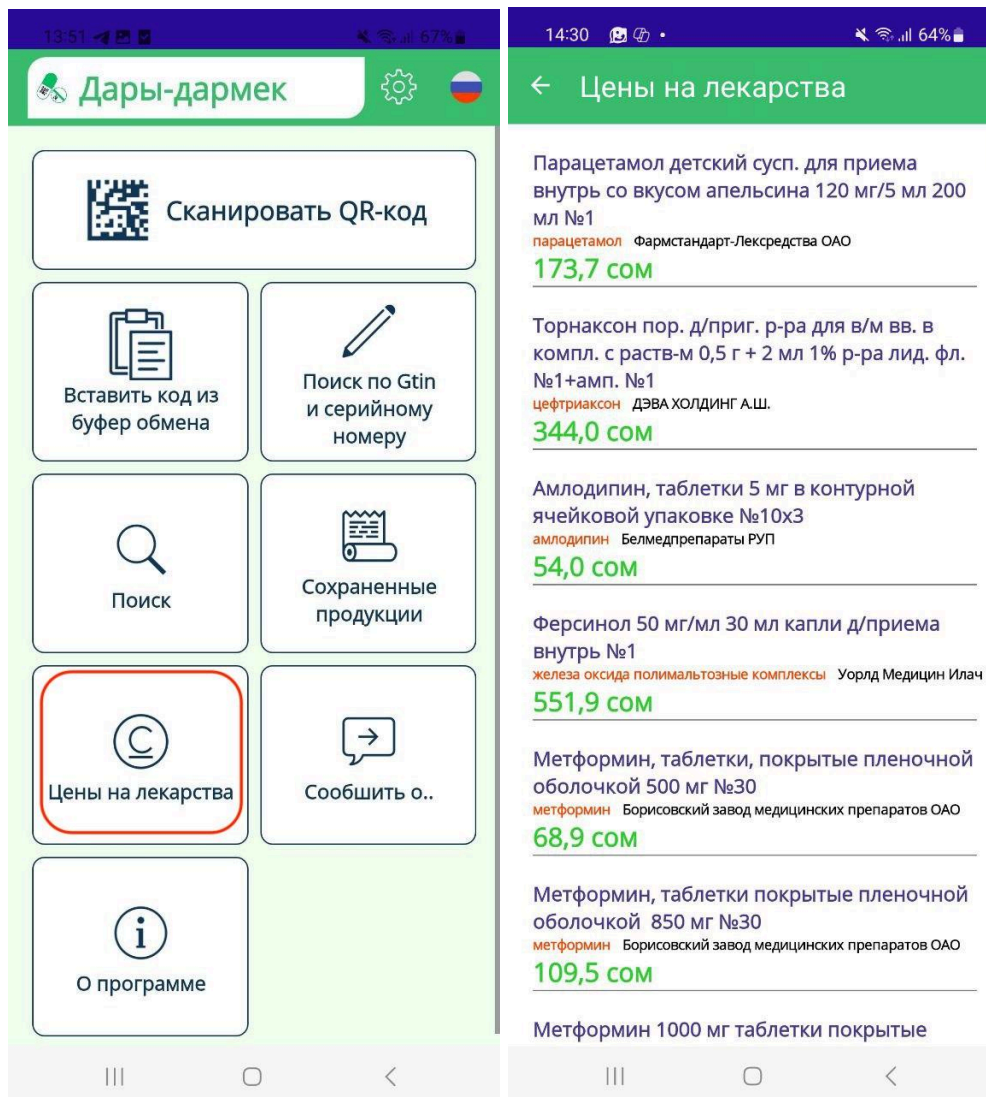 13:51
67%
Дары-дармек
Сканировать QR-код
Вставить код из
буфер обмена
Поиск по Gtin
и серийному
номеру
Поиск
Сохраненные
продукции
Цены на лекарства
Сообшить о..
О программе
14:30
64%
Цены на лекарства
Парацетамол детский сусп. для приема
внутрь со вкусом апельсина 120 мг/5 мл 200
мл №1
парацетамол Фармстандарт-Лексредства ОАО
173,7 сом
Торнаксон пор. д/приг. р-ра для в/м вв. в
компл. с раств-м 0,5 г + 2 мл 1% р-ра лид. фл.
№1+амп. №1
цефтриаксон ДЭВА ХОЛДИНГ А.Ш.
344,0 сом
Амлодипин, таблетки 5 мг в контурной
ячейковой упаковке №10х3
амлодипин Белмедпрепараты РУП
54,0 сом
Ферсинол 50 мг/мл 30 мл капли д/приема
внутрь №1
железа оксида полимальтозные комплексы Уорлд Медицин Илач
551,9 сом
Метформин, таблетки, покрытые пленочной
оболочкой 500 мг №30
метформин Борисовский завод медицинских препаратов ОАО
68,9 сом
Метформин, таблетки покрытые пленочной
оболочкой 850 мг №30
метформин Борисовский завод медицинских препаратов ОАО
109,5 сом
Метформин 1000 мг таблетки покрытые